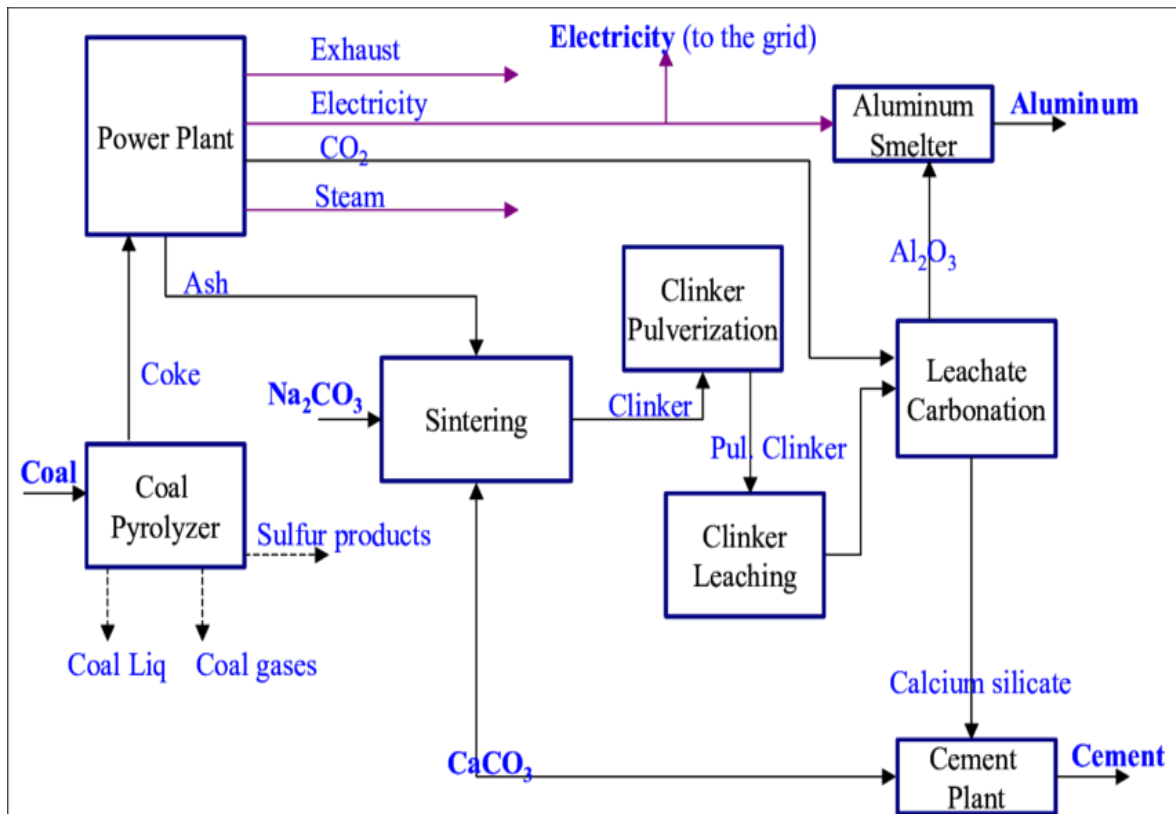 Exhaust
Electricity (to the grid)
Power Plant
Electricity
Aluminum
Smelter
Aluminum
CO₂
Steam
Al₂O₃
Ash
Clinker
Pulverization
Coke
Na₂CO₃
Sintering
Clinker
Leachate
Carbonation
Coal
Coal
Pyrolyzer
Pul. Clinker
Sulfur products
Clinker
Leaching
Coal Liq
Coal gases
Calcium silicate
CaCO₃
Cement
Plant
Cement